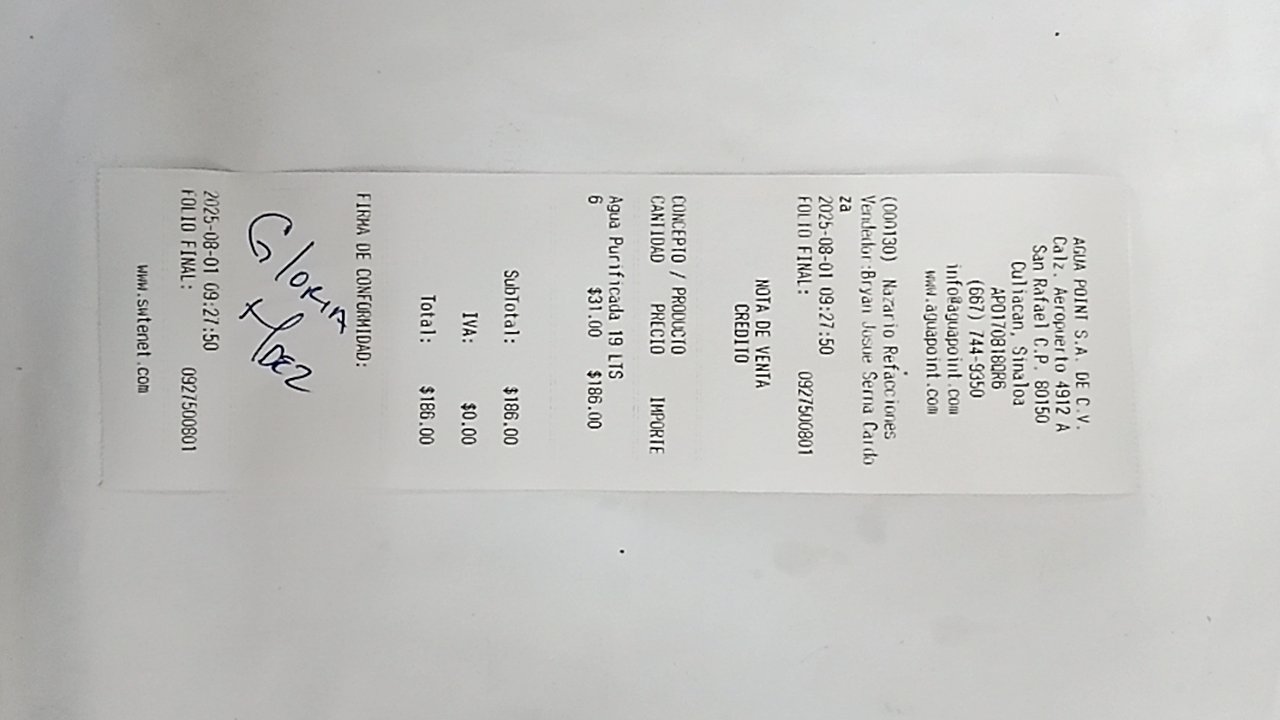 AGUA POINT S.A. DE C.V.
Calz. Aeropuerto 4912 A
San Rafael C.P. 80150
Culiacan, Sinaloa
APO1708180R6
(667) 744-9350
info@aguapoint.com
www.aguapoint.com
(000130) Nazario Refacciones
Vendedor:Bryan Josue Serna Cardo
za
2025-08-01 09:27:50
FOLIO FINAL: 0927500801
NOTA DE VENTA
CREDITO
CONCEPTO / PRODUCTO
CANTIDAD PRECIO IMPORTE
Agua Purificada 19 LTS
6 $31.00 $186.00
SubTotal: $186.00
IVA: $0.00
Total: $186.00
FIRMA DE CONFORMIDAD:
Gloria
Hdez
2025-08-01 09:27:50
FOLIO FINAL: 0927500801
www.swtenet.com